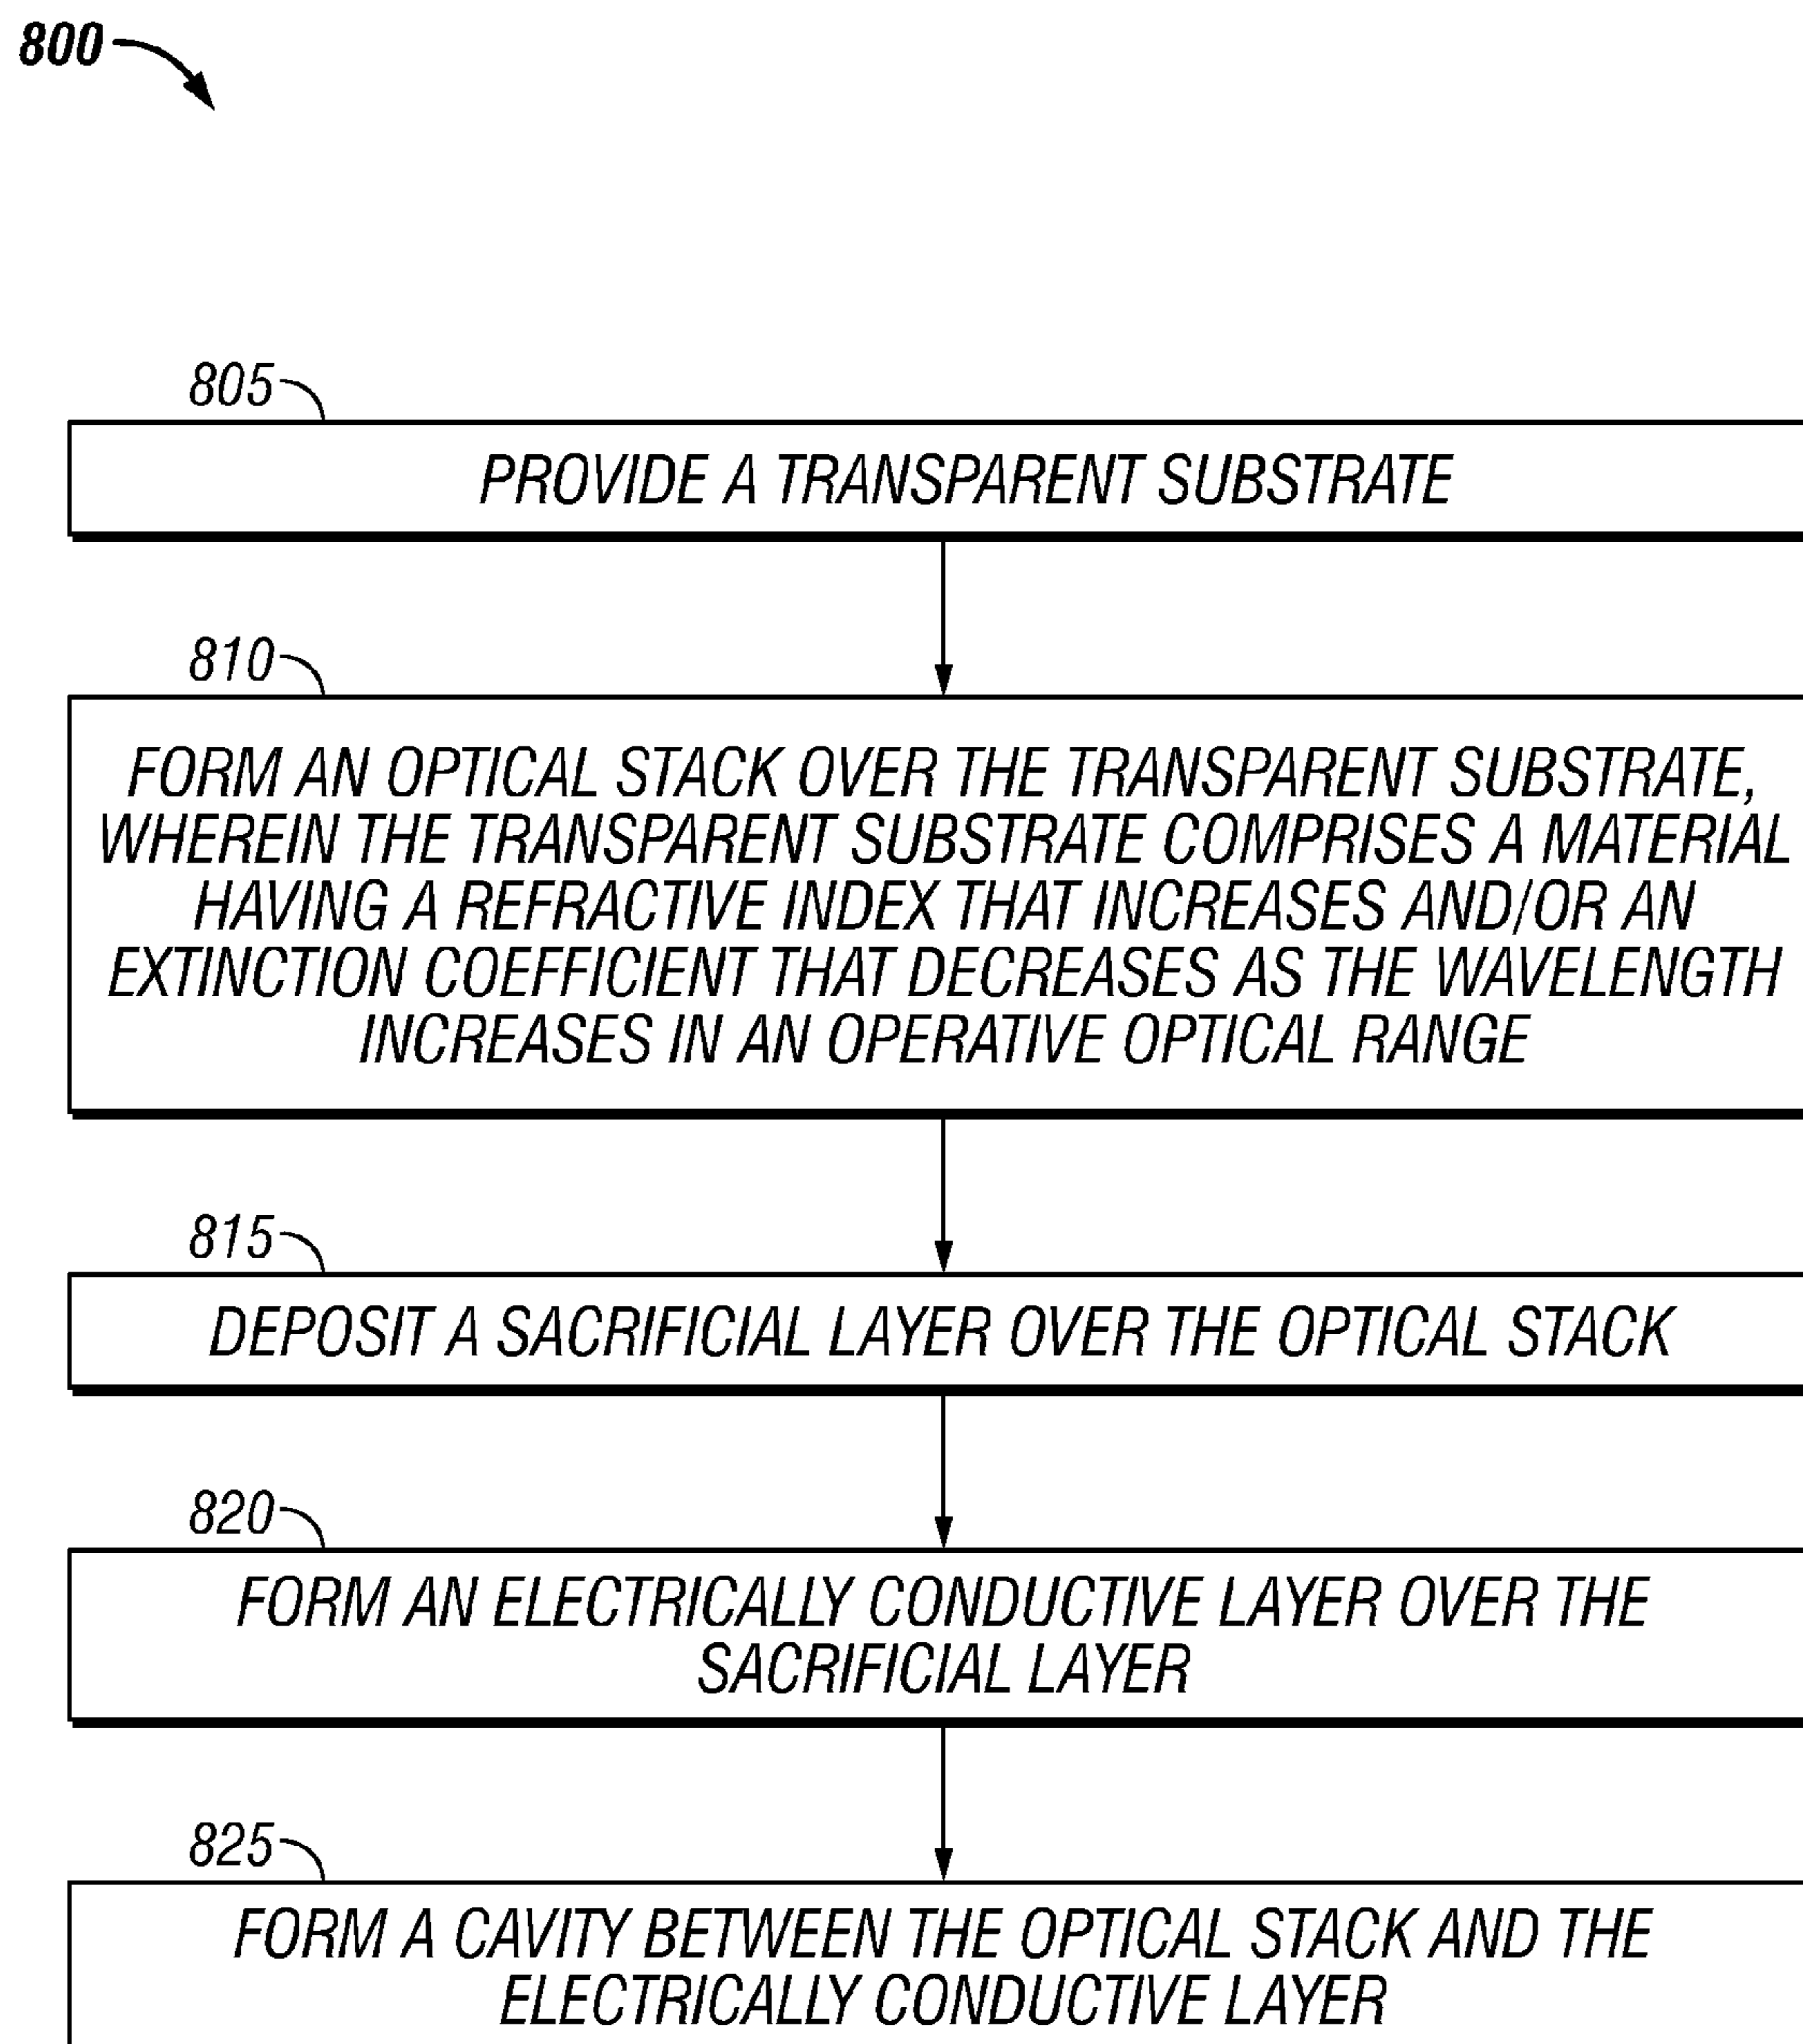 800
805
PROVIDE A TRANSPARENT SUBSTRATE
810
FORM AN OPTICAL STACK OVER THE TRANSPARENT SUBSTRATE,
WHEREIN THE TRANSPARENT SUBSTRATE COMPRISES A MATERIAL
HAVING A REFRACTIVE INDEX THAT INCREASES AND/OR AN
EXTINCTION COEFFICIENT THAT DECREASES AS THE WAVELENGTH
INCREASES IN AN OPERATIVE OPTICAL RANGE
815
DEPOSIT A SACRIFICIAL LAYER OVER THE OPTICAL STACK
820
FORM AN ELECTRICALLY CONDUCTIVE LAYER OVER THE
SACRIFICIAL LAYER
825
FORM A CAVITY BETWEEN THE OPTICAL STACK AND THE
ELECTRICALLY CONDUCTIVE LAYER